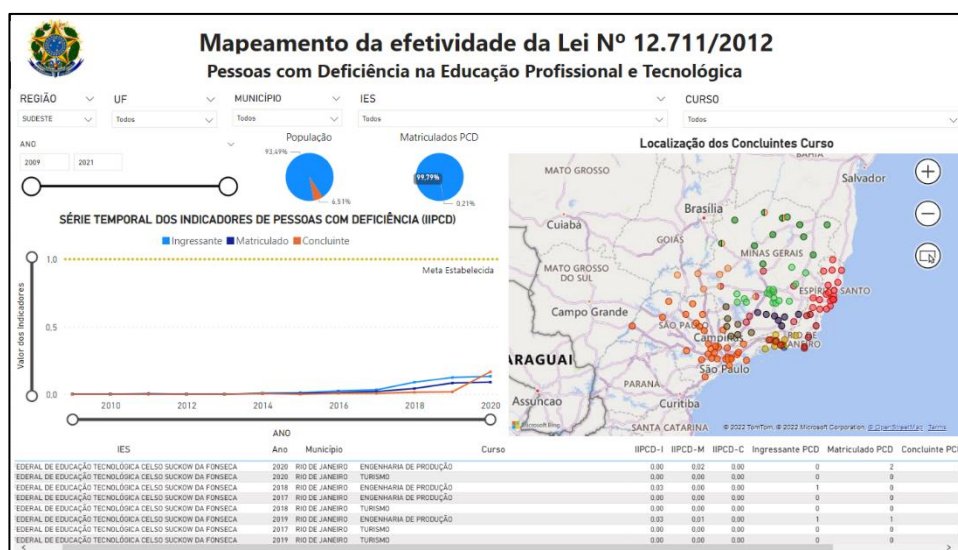 Mapeamento da efetividade da Lei Nº 12.711/2012
Pessoas com Deficiência na Educação Profissional e Tecnológica
REGIÃO UF MUNICÍPIO IES CURSO
SUDESTE Todos Todos Todos Todos
ANO
2009 2021
População
93,49%
6,51%
Matriculados PCD
99,79%
0,21%
SÉRIE TEMPORAL DOS INDICADORES DE PESSOAS COM DEFICIÊNCIA (IIPCD)
Ingressante Matriculado Concluinte
1,0
Meta Estabelecida
0,5
0,0
Valor dos Indicadores
2010 2012 2014 2016 2018 2020
ANO
Localização dos Concluintes Curso
BAHIA
MATO GROSSO
Salvador
Brasília
Cuiabá
GOIÁS
MINAS GERAIS
MATO GROSSO
DO SUL
ESPÍRITO SANTO
Campo Grande
SÃO PAULO
Campinas
RIO DE
JANEIRO
ARAGUAI
São Paulo
PARANÁ
Assuncao
Curitiba
SANTA CATARINA
Microsoft Bing
© 2022 TomTom, © 2022 Microsoft Corporation, © OpenStreetMap Terms
IES Ano Município Curso IIPCD-I IIPCD-M IIPCD-C Ingressante PCD Matriculado PCD Concluinte PCD
EDERAL DE EDUCAÇÃO TECNOLÓGICA CELSO SUCKOW DA FONSECA 2020 RIO DE JANEIRO ENGENHARIA DE PRODUÇÃO 0.00 0,02 0.00 0 2
EDERAL DE EDUCAÇÃO TECNOLÓGICA CELSO SUCKOW DA FONSECA 2020 RIO DE JANEIRO TURISMO 0.00 0,00 0.00 0 0
EDERAL DE EDUCAÇÃO TECNOLÓGICA CELSO SUCKOW DA FONSECA 2018 RIO DE JANEIRO ENGENHARIA DE PRODUÇÃO 0.03 0,00 0.00 1 0
EDERAL DE EDUCAÇÃO TECNOLÓGICA CELSO SUCKOW DA FONSECA 2017 RIO DE JANEIRO ENGENHARIA DE PRODUÇÃO 0.00 0,00 0.00 0 0
EDERAL DE EDUCAÇÃO TECNOLÓGICA CELSO SUCKOW DA FONSECA 2018 RIO DE JANEIRO TURISMO 0.00 0,00 0.00 0 0
EDERAL DE EDUCAÇÃO TECNOLÓGICA CELSO SUCKOW DA FONSECA 2019 RIO DE JANEIRO ENGENHARIA DE PRODUÇÃO 0.03 0,01 0.00 1 1
EDERAL DE EDUCAÇÃO TECNOLÓGICA CELSO SUCKOW DA FONSECA 2017 RIO DE JANEIRO TURISMO 0.00 0,00 0.00 0 0
EDERAL DE EDUCAÇÃO TECNOLÓGICA CELSO SUCKOW DA FONSECA 2019 RIO DE JANEIRO TURISMO 0.00 0,00 0.00 0 0